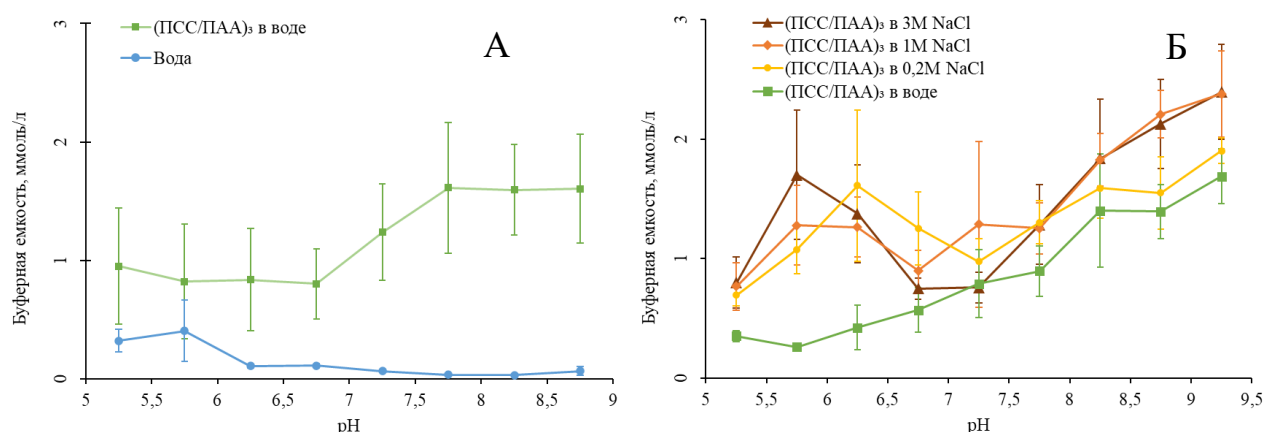 3
2
1
0
Буферная емкость, ммоль/л
(ПСС/ПАА)₃ в воде
Вода
А
5
5,5
6
6,5
7
7,5
8
8,5
9
pH
3
2
1
0
Буферная емкость, ммоль/л
(ПСС/ПАА)₃ в 3М NaCl
(ПСС/ПАА)₃ в 1М NaCl
(ПСС/ПАА)₃ в 0,2М NaCl
(ПСС/ПАА)₃ в воде
Б
5
5,5
6
6,5
7
7,5
8
8,5
9
9,5
pH